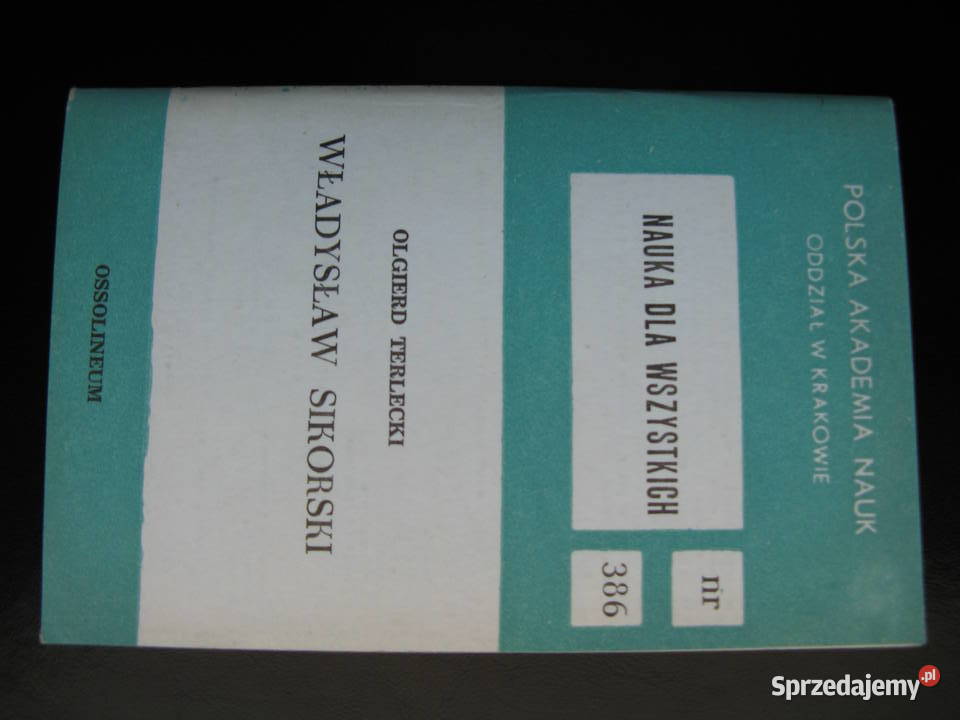 POLSKA AKADEMIA NAUK
ODDZIAŁ W KRAKOWIE
NAUKA DLA WSZYSTKICH
nr
386
OLGIERD TERLECKI
WŁADYSŁAW SIKORSKI
OSSOLINEUM
Sprzedajemy.pl